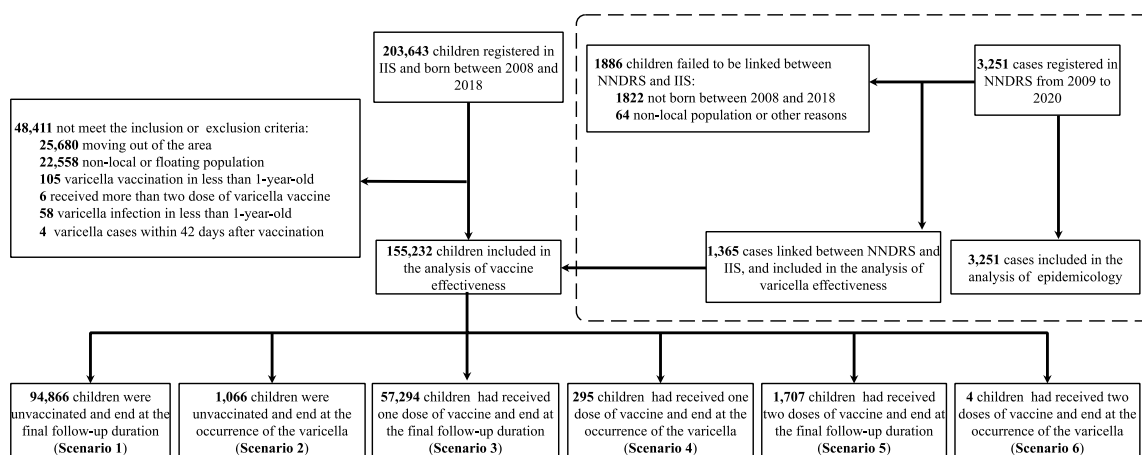 203,643 children registered in
IIS and born between 2008 and
2018
1886 children failed to be linked between
NNDRS and IIS:
1822 not born between 2008 and 2018
64 non-local population or other reasons
3,251 cases registered in
NNDRS from 2009 to
2020
48,411 not meet the inclusion or exclusion criteria:
25,680 moving out of the area
22,558 non-local or floating population
105 varicella vaccination in less than 1-year-old
6 received more than two dose of varicella vaccine
58 varicella infection in less than 1-year-old
4 varicella cases within 42 days after vaccination
155,232 children included in
the analysis of vaccine
effectiveness
1,365 cases linked between NNDRS and
IIS, and included in the analysis of
varicella effectiveness
3,251 cases included in the
analysis of epidemicology
94,866 children were
unvaccinated and end at the
final follow-up duration
(Scenario 1)
1,066 children were
unvaccinated and end at the
occurrence of the varicella
(Scenario 2)
57,294 children had received
one dose of vaccine and end at
the final follow-up duration
(Scenario 3)
295 children had received one
dose of vaccine and end at the
occurrence of the varicella
(Scenario 4)
1,707 children had received
two doses of vaccine and end at
the final follow-up duration
(Scenario 5)
4 children had received two
doses of vaccine and end at the
occurrence of the varicella
(Scenario 6)